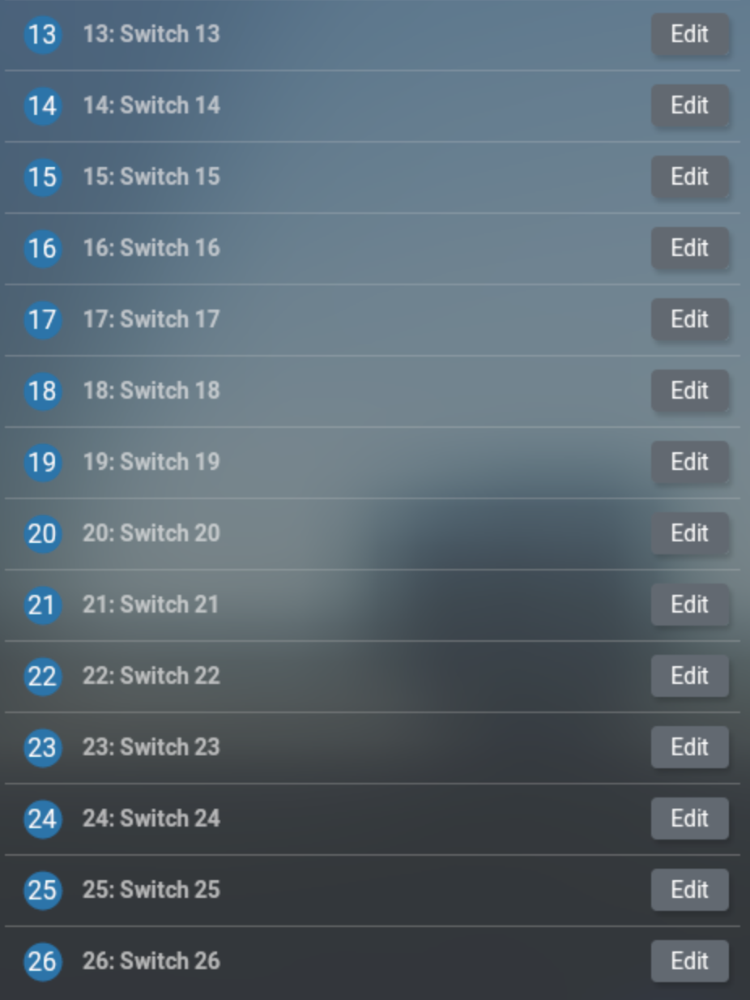 13 13: Switch 13 Edit
14 14: Switch 14 Edit
15 15: Switch 15 Edit
16 16: Switch 16 Edit
17 17: Switch 17 Edit
18 18: Switch 18 Edit
19 19: Switch 19 Edit
20 20: Switch 20 Edit
21 21: Switch 21 Edit
22 22: Switch 22 Edit
23 23: Switch 23 Edit
24 24: Switch 24 Edit
25 25: Switch 25 Edit
26 26: Switch 26 Edit